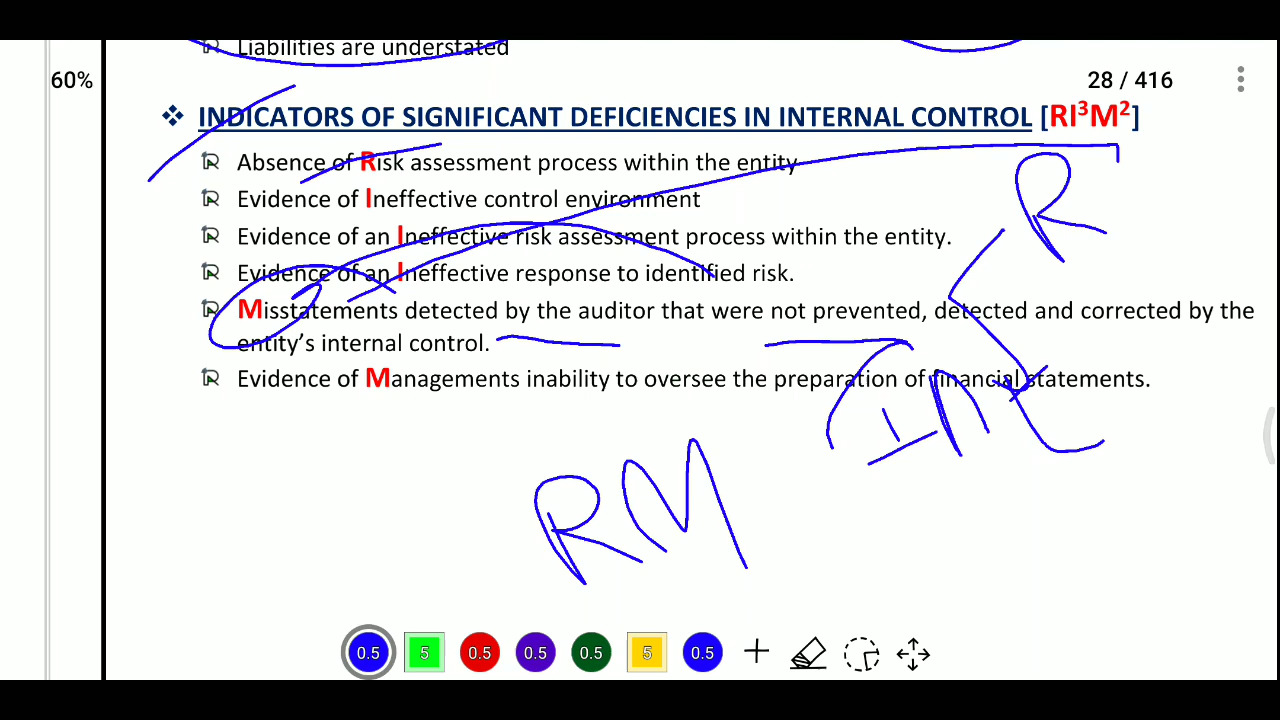 Liabilities are understated
60%
28 / 416
❖ INDICATORS OF SIGNIFICANT DEFICIENCIES IN INTERNAL CONTROL [RI³M²]
Absence of Risk assessment process within the entity
Evidence of Ineffective control environment
Evidence of an Ineffective risk assessment process within the entity.
Evidence of an Ineffective response to identified risk.
Misstatements detected by the auditor that were not prevented, detected and corrected by the
entity's internal control.
Evidence of Managements inability to oversee the preparation of financial statements.
R
Int
RM
0.5 5 0.5 0.5 0.5 5 0.5